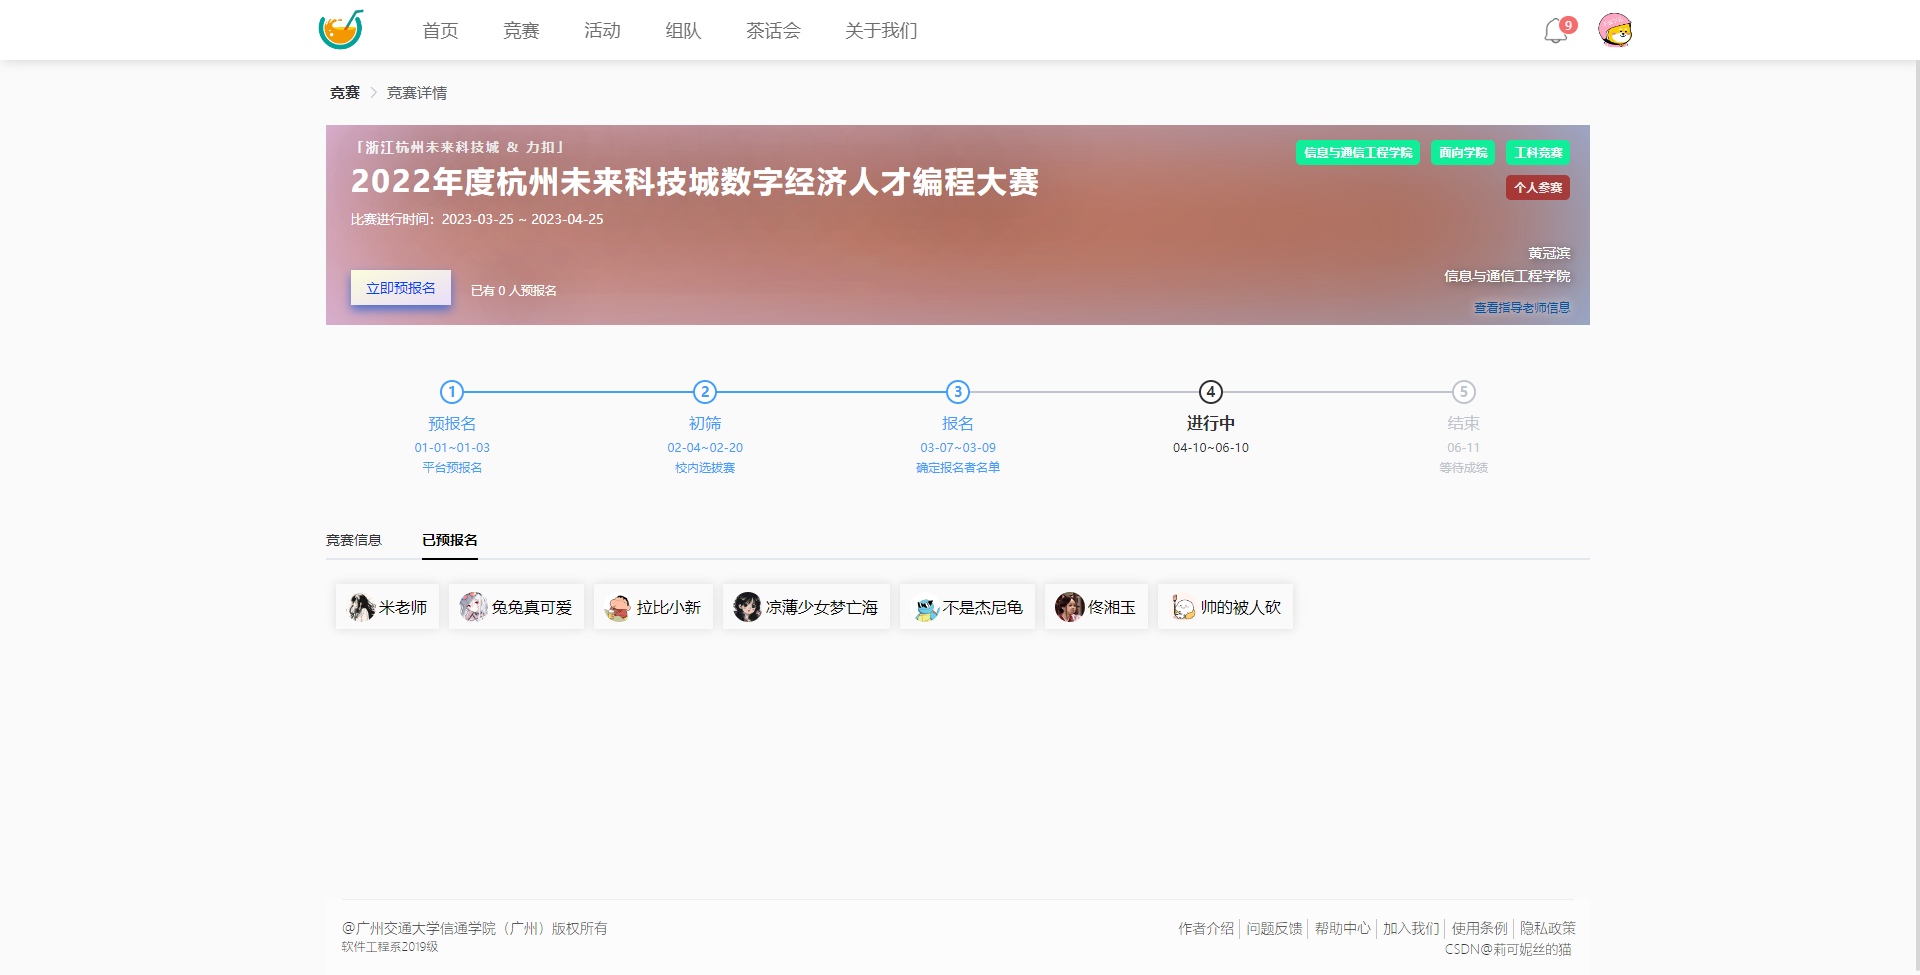 首页 竞赛 活动 组队 茶话会 关于我们 9
竞赛 > 竞赛详情
「浙江杭州未来科技城 & 力扣」
2022年度杭州未来科技城数字经济人才编程大赛
比赛进行时间：2023-03-25 ~ 2023-04-25
立即预报名 已有 0 人预报名
信息与通信工程学院 面向学院 工科竞赛
个人参赛
黄冠滨
信息与通信工程学院
查看指导老师信息
1 2 3 4 5
预报名 初筛 报名 进行中 结束
01-01~01-03 02-04~02-20 03-07~03-09 04-10~06-10 06-11
平台预报名 校内选拔赛 确定报名者名单 等待成绩
竞赛信息 已预报名
米老师 兔兔真可爱 拉比小新 凉薄少女梦亡海 不是杰尼龟 佟湘玉 帅的被人砍
@广州交通大学信通学院（广州）版权所有
软件工程系2019级
作者介绍 问题反馈 帮助中心 加入我们 使用条例 隐私政策
CSDN@莉可妮丝的猫